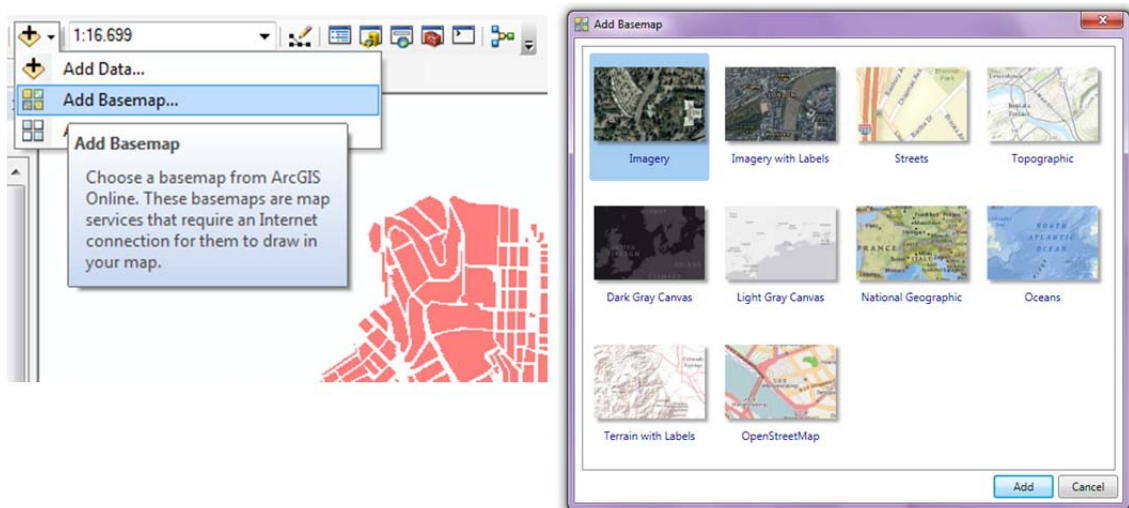 1:16.699
Add Data...
Add Basemap...
A
Add Basemap
Choose a basemap from ArcGIS
Online. These basemaps are map
services that require an Internet
connection for them to draw in
your map.
Add Basemap
Imagery
Imagery with Labels
Streets
Topographic
Dark Gray Canvas
Light Gray Canvas
National Geographic
Oceans
Terrain with Labels
OpenStreetMap
Add
Cancel